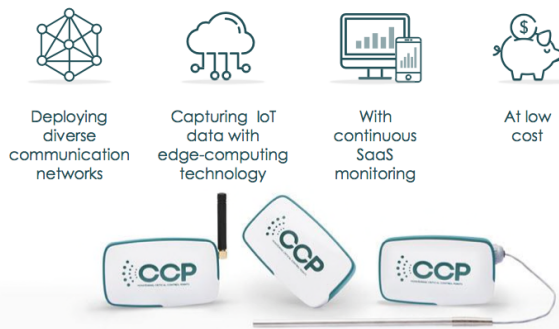 Deploying
diverse
communication
networks
Capturing IoT
data with
edge-computing
technology
With
continuous
SaaS
monitoring
At low
cost
$
CCP
CCP
CCP